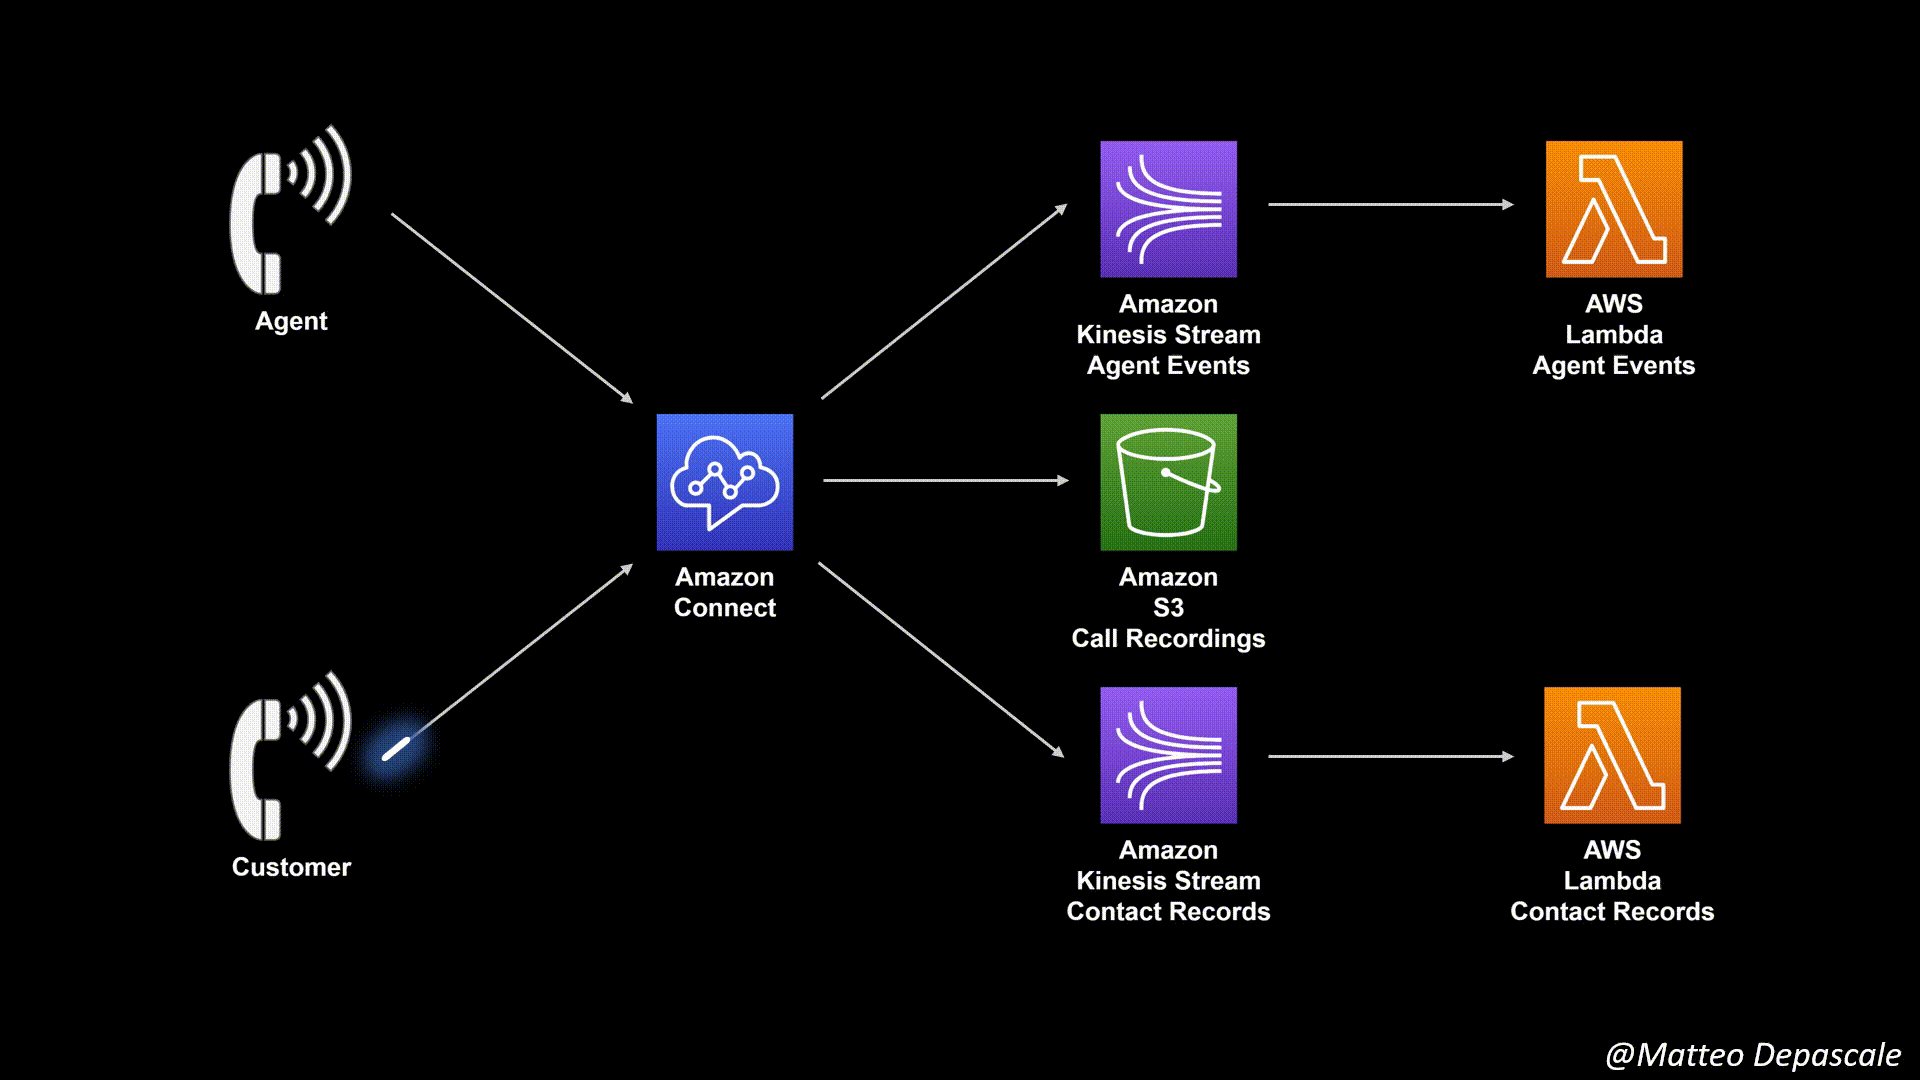 Agent
Amazon
Kinesis Stream
Agent Events
AWS
Lambda
Agent Events
Amazon
Connect
Amazon
S3
Call Recordings
Customer
Amazon
Kinesis Stream
Contact Records
AWS
Lambda
Contact Records
@Matteo Depascale